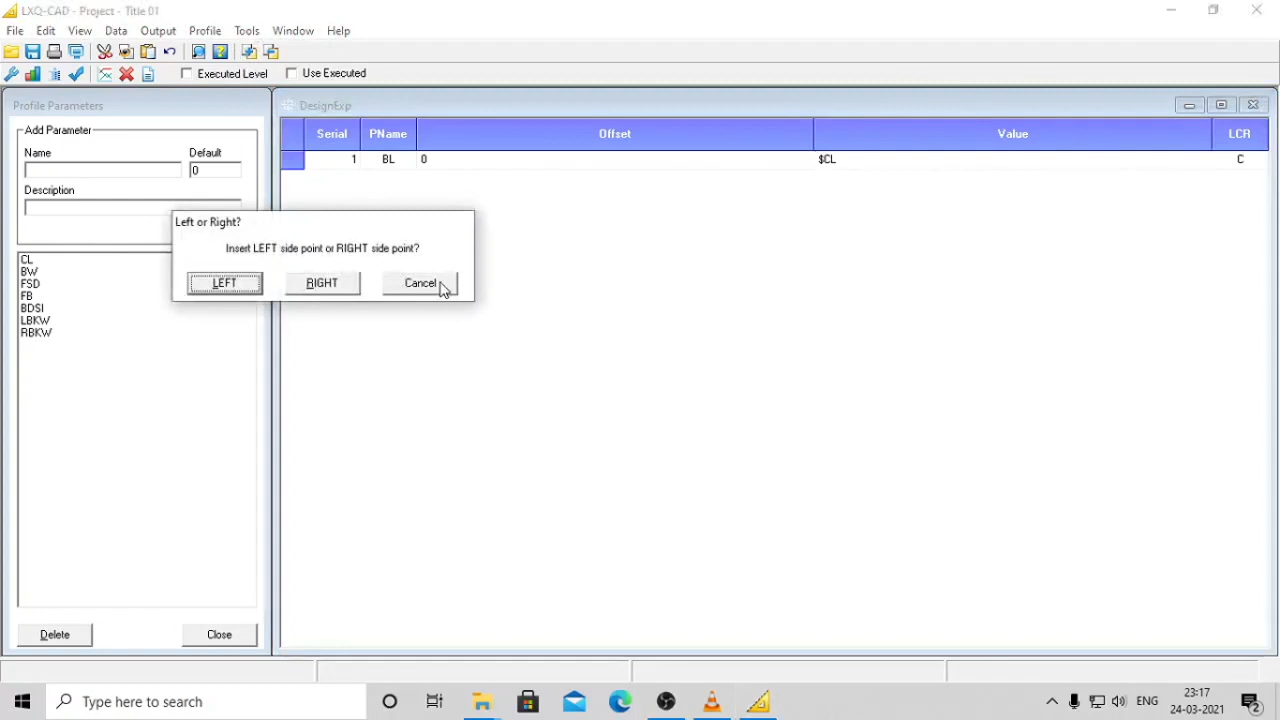 LXQ-CAD - Project - Title 01
File Edit View Data Output Profile Tools Window Help
Executed Level Use Executed
Profile Parameters
Add Parameter
Name Default
0
Description
CL
BW
FSD
FB
BDSI
LBKW
RBKW
Delete Close
DesignExp
Serial PName Offset Value LCR
1 BL 0 $CL C
Left or Right?
Insert LEFT side point or RIGHT side point?
LEFT RIGHT Cancel
Type here to search
ENG
23:17
24-03-2021
2